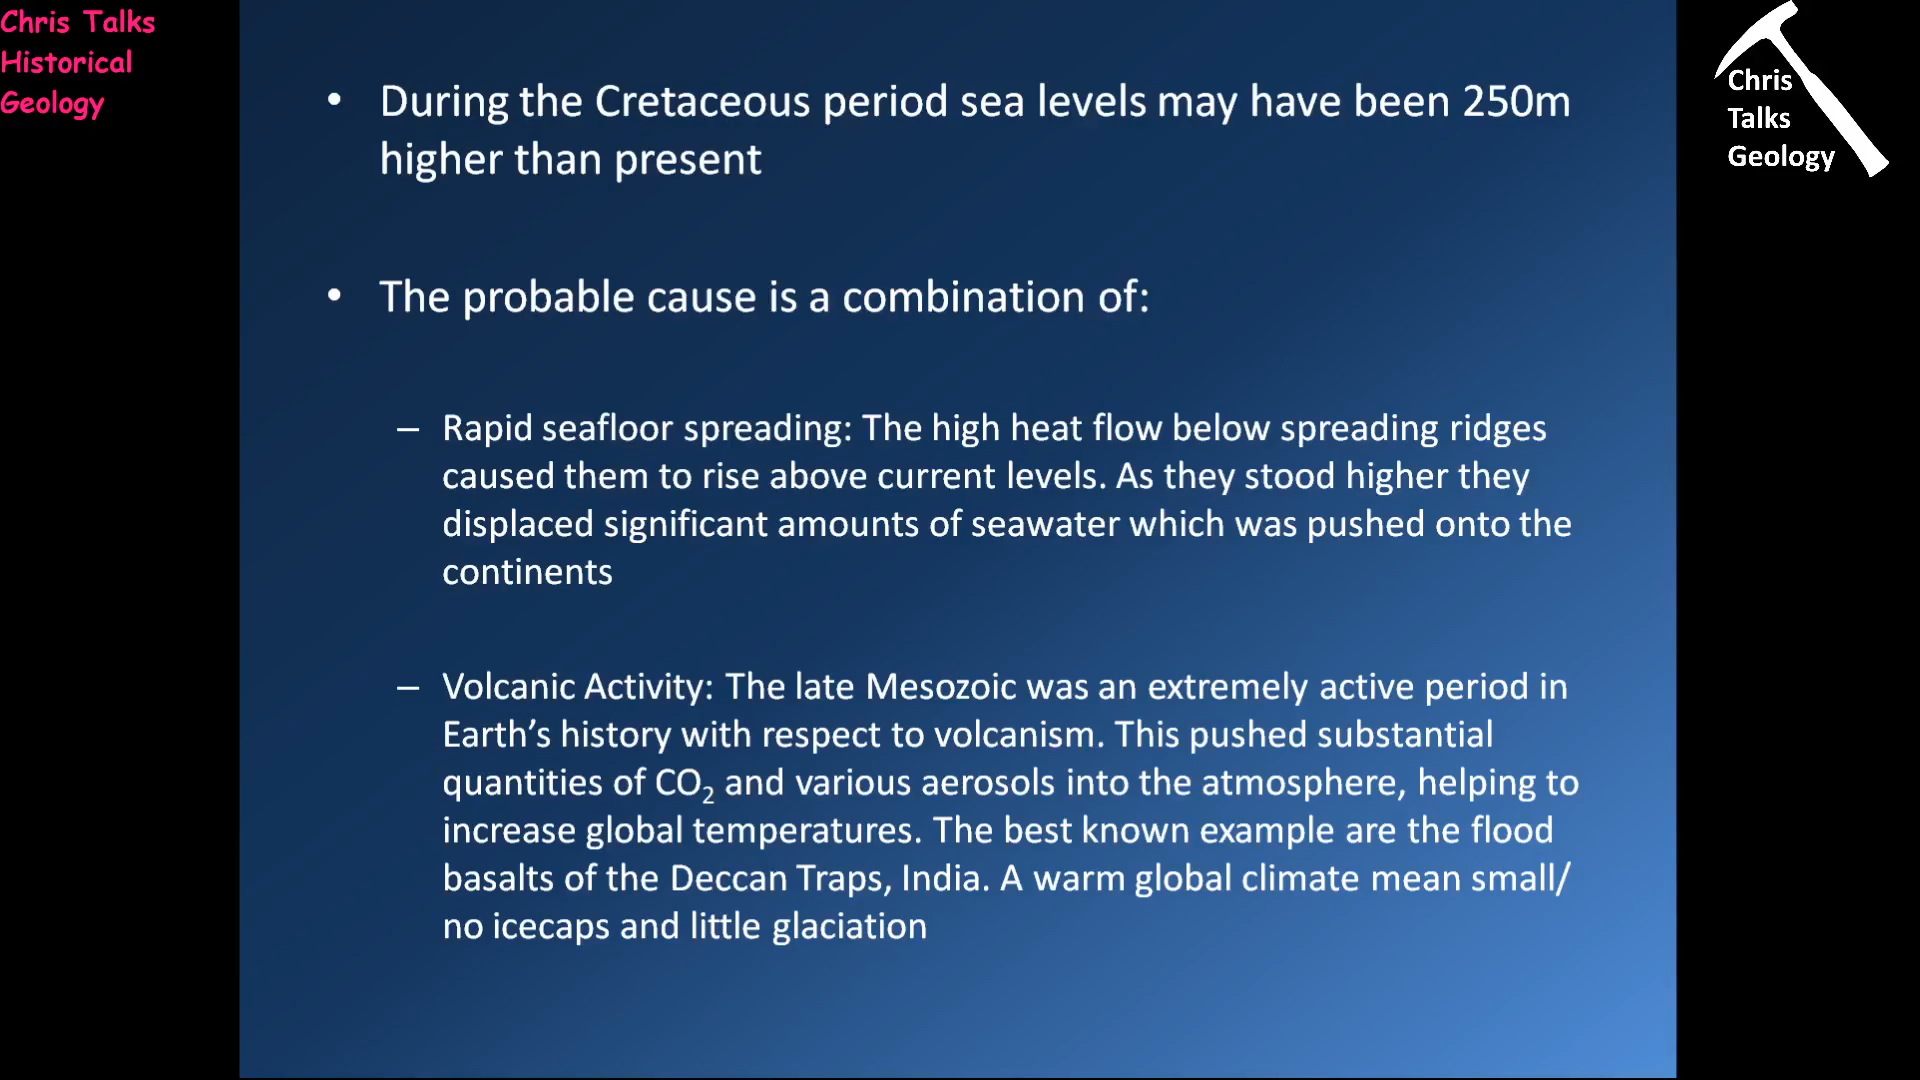 Chris Talks
Historical
Geology
Chris
Talks
Geology
• During the Cretaceous period sea levels may have been 250m
higher than present
• The probable cause is a combination of:
– Rapid seafloor spreading: The high heat flow below spreading ridges
caused them to rise above current levels. As they stood higher they
displaced significant amounts of seawater which was pushed onto the
continents
– Volcanic Activity: The late Mesozoic was an extremely active period in
Earth’s history with respect to volcanism. This pushed substantial
quantities of CO₂ and various aerosols into the atmosphere, helping to
increase global temperatures. The best known example are the flood
basalts of the Deccan Traps, India. A warm global climate mean small/
no icecaps and little glaciation